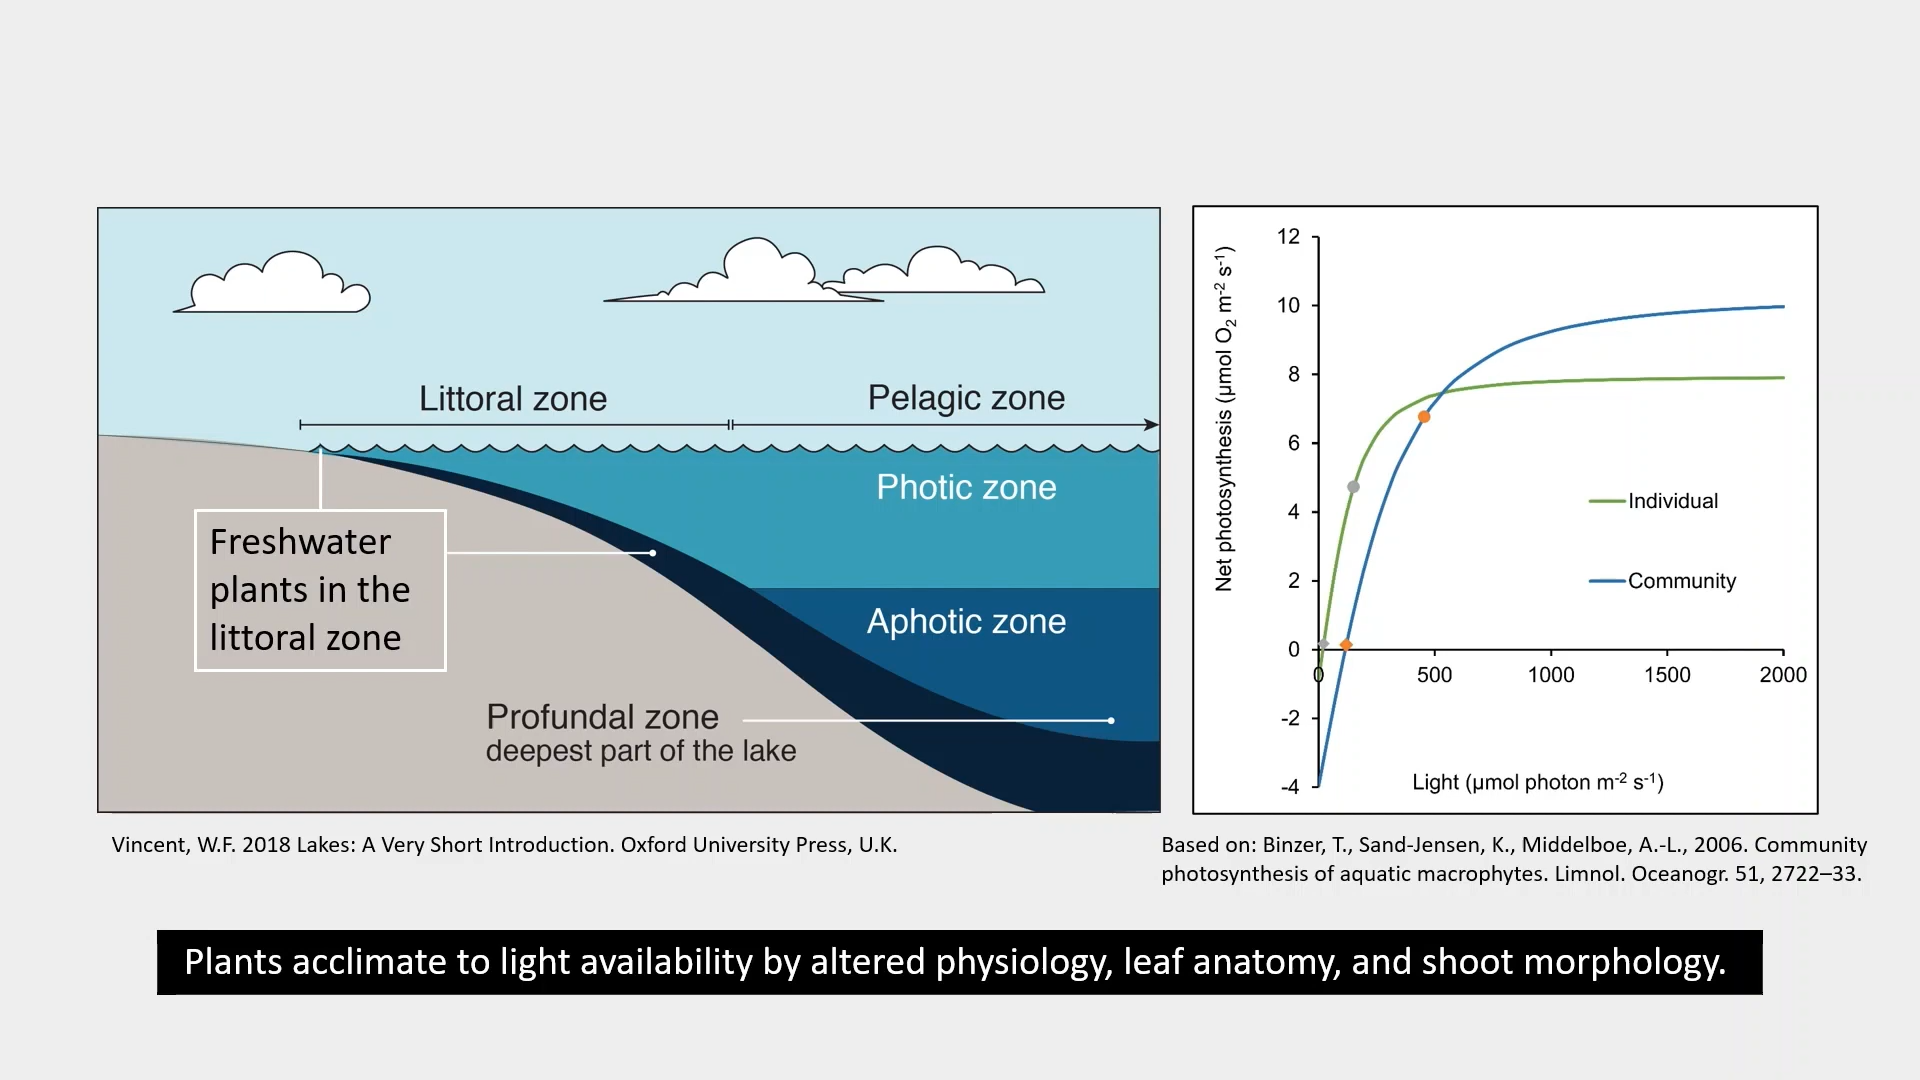 Littoral zone
Pelagic zone
Photic zone
Aphotic zone
Freshwater
plants in the
littoral zone
Profundal zone
deepest part of the lake
Vincent, W.F. 2018 Lakes: A Very Short Introduction. Oxford University Press, U.K.
Net photosynthesis (µmol O₂ m⁻² s⁻¹)
12
10
8
6
4
2
0
-2
-4
0
500
1000
1500
2000
Individual
Community
Light (µmol photon m⁻² s⁻¹)
Based on: Binzer, T., Sand-Jensen, K., Middelboe, A.-L., 2006. Community
photosynthesis of aquatic macrophytes. Limnol. Oceanogr. 51, 2722–33.
Plants acclimate to light availability by altered physiology, leaf anatomy, and shoot morphology.